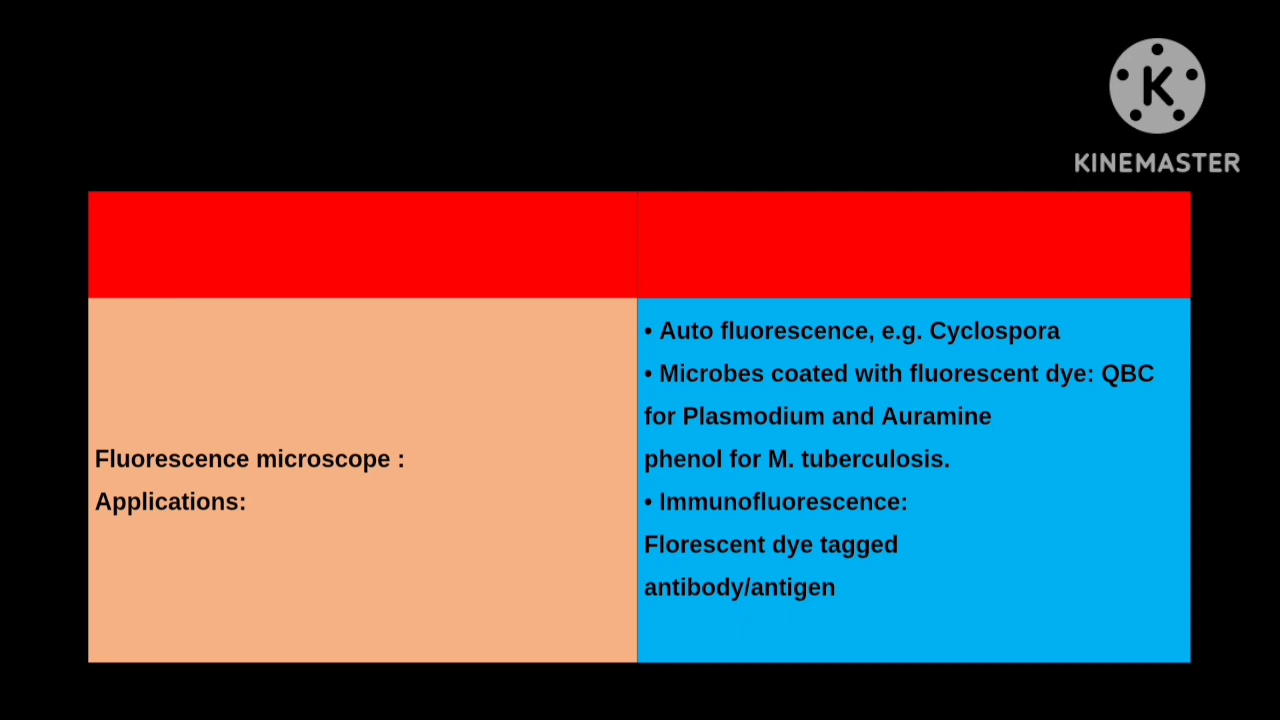 KINEMASTER
Fluorescence microscope :
Applications:
• Auto fluorescence, e.g. Cyclospora
• Microbes coated with fluorescent dye: QBC
for Plasmodium and Auramine
phenol for M. tuberculosis.
• Immunofluorescence:
Florescent dye tagged
antibody/antigen